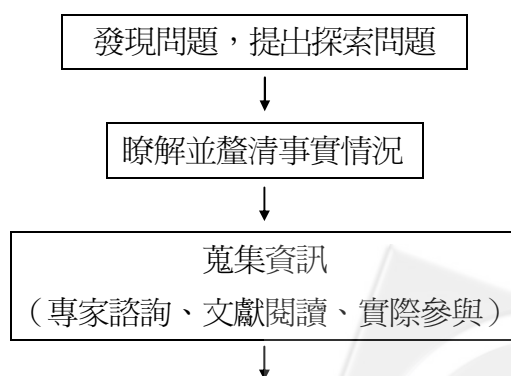 發現問題，提出探索問題
瞭解並釐清事實情況
蒐集資訊
（專家諮詢、文獻閱讀、實際參與）